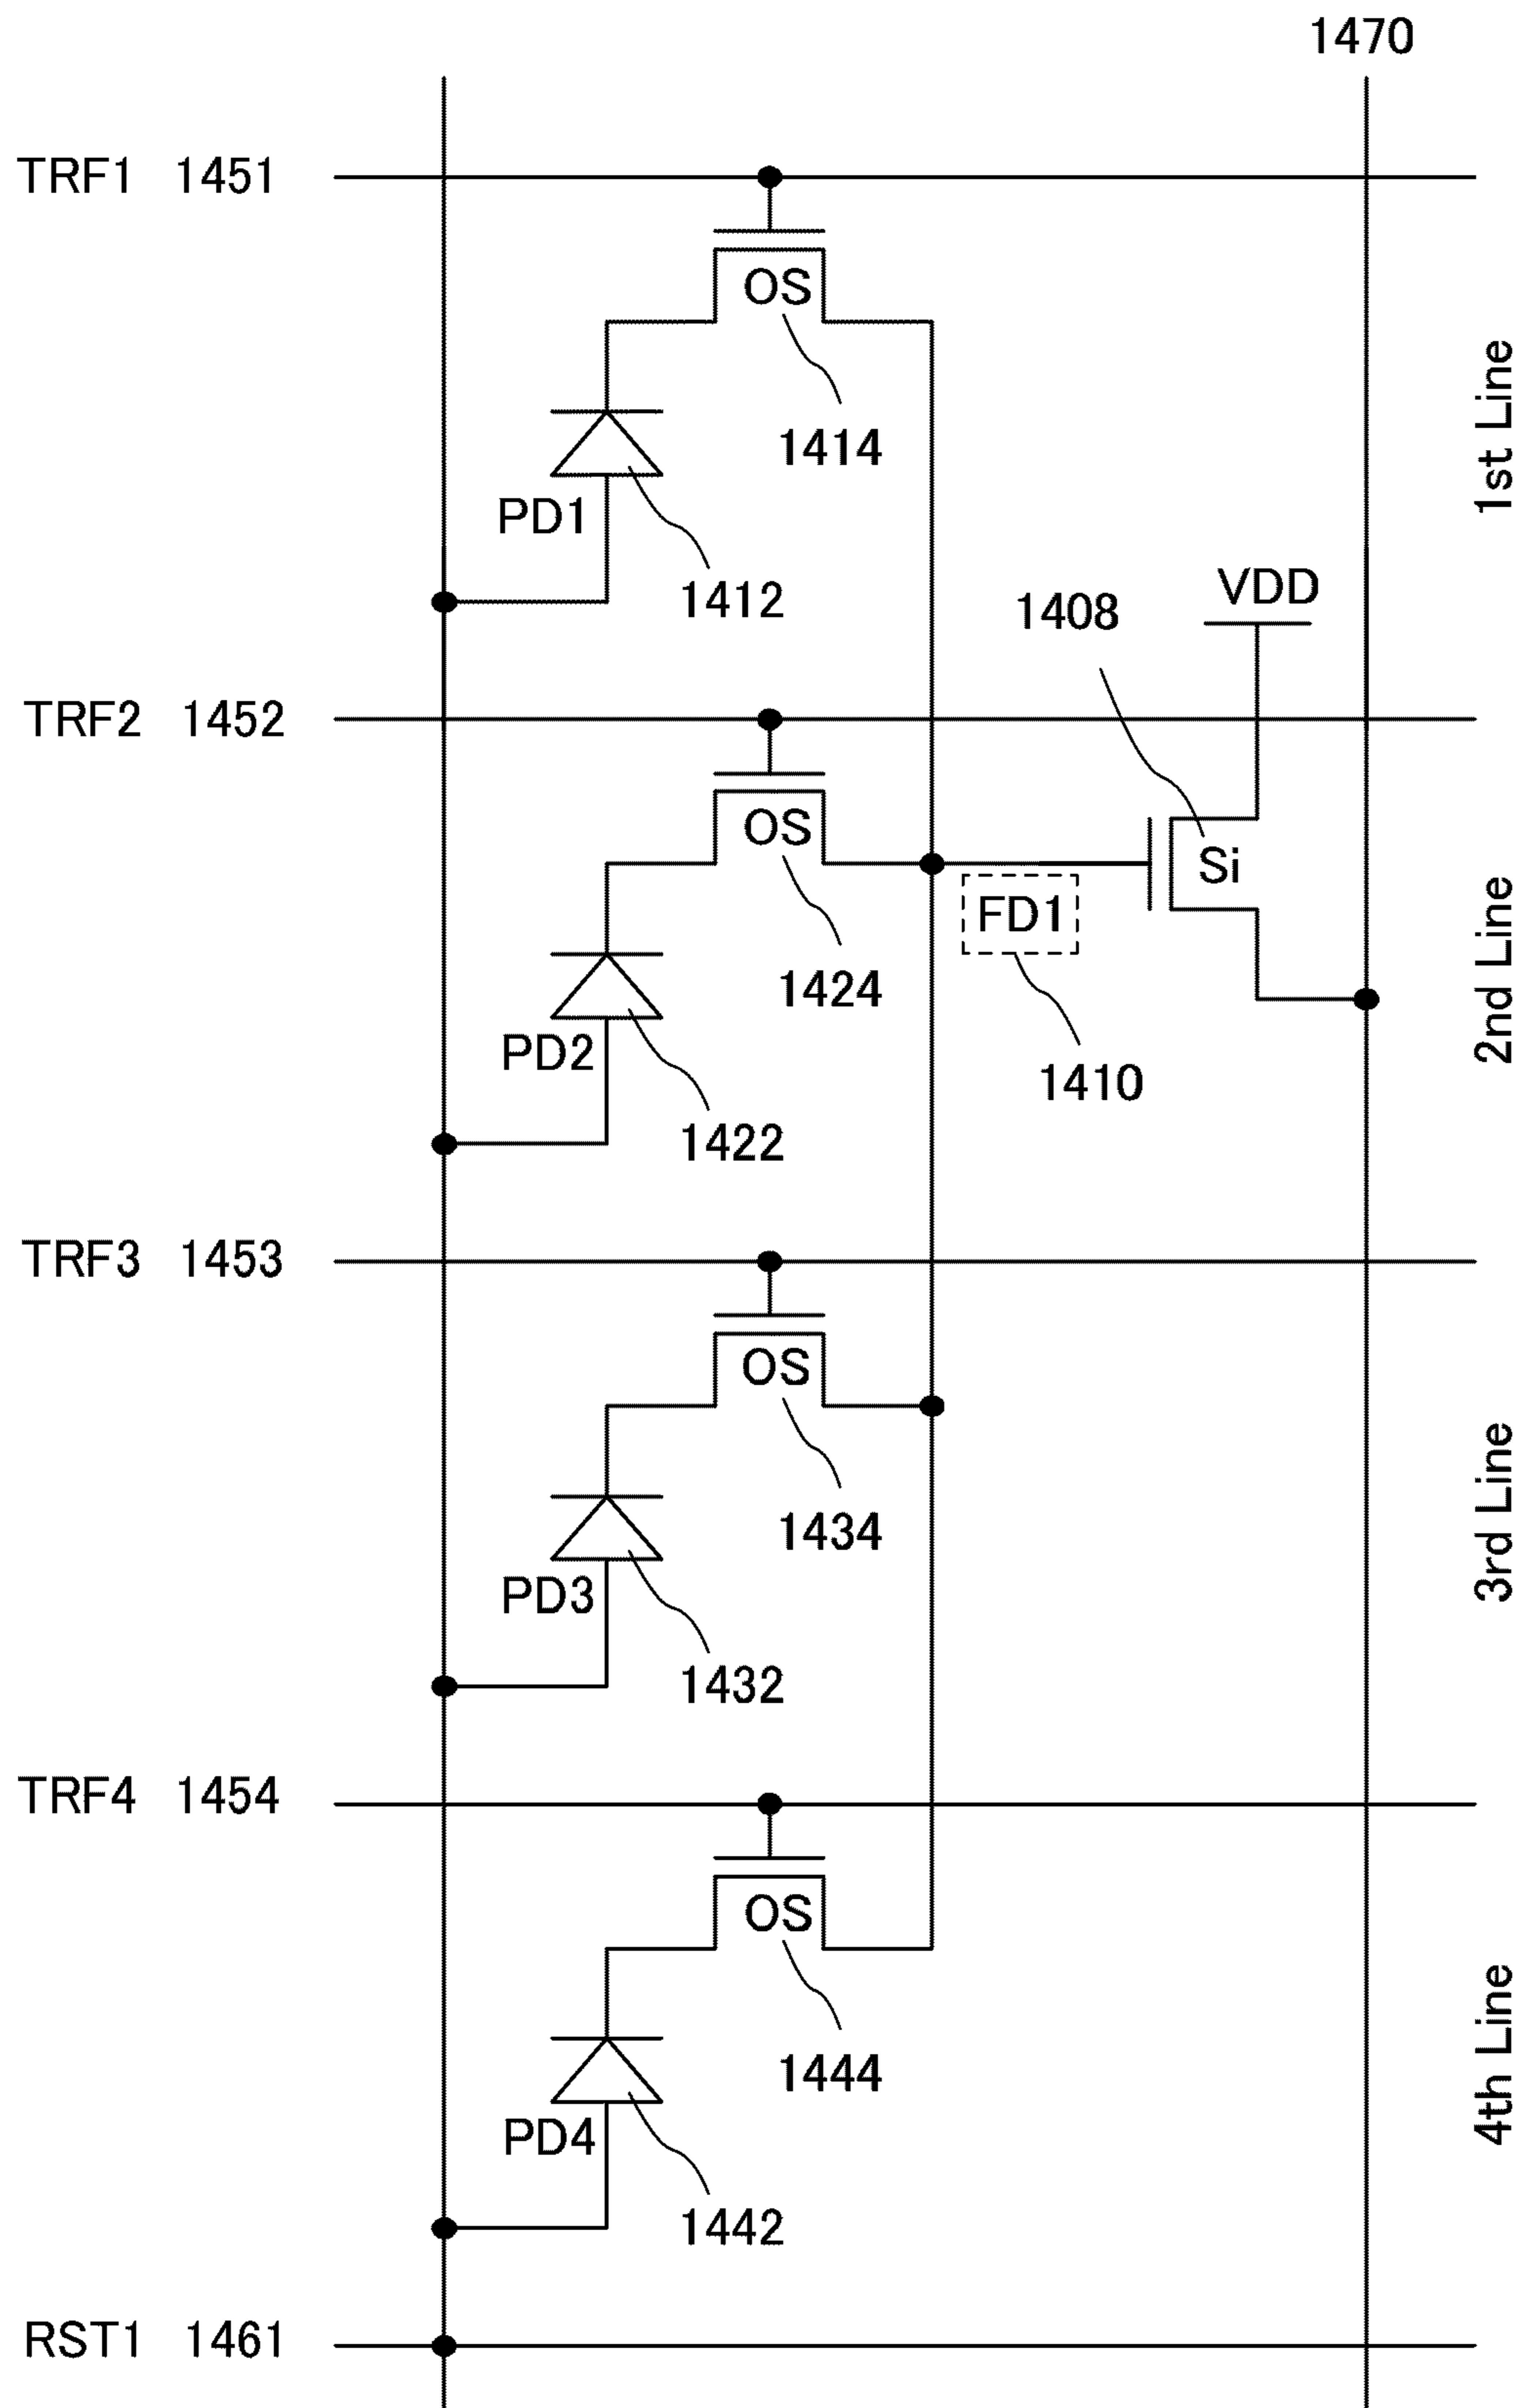 1470
TRF1 1451
OS
1414
PD1
1412
1st Line
1408
VDD
TRF2 1452
OS
Si
FD1
1424
PD2
1410
1422
2nd Line
TRF3 1453
OS
1434
PD3
1432
3rd Line
TRF4 1454
OS
1444
PD4
1442
4th Line
RST1 1461